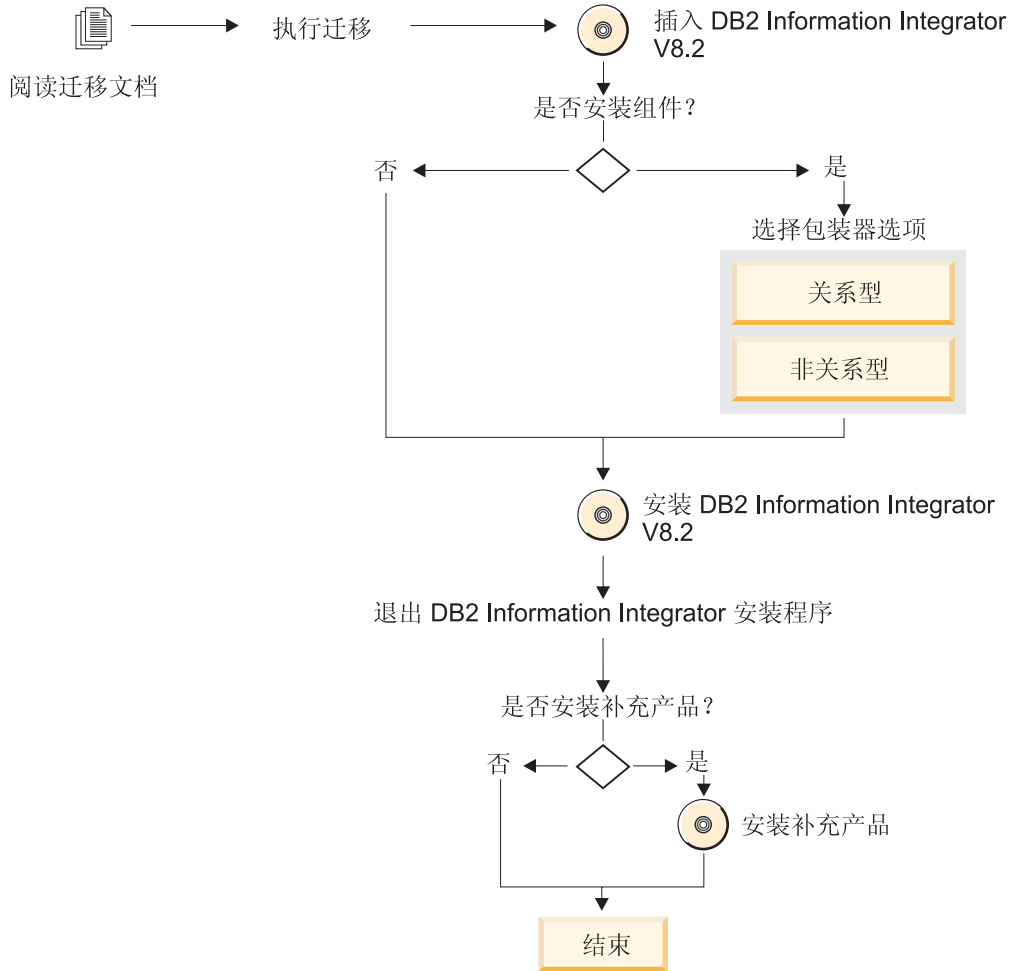 阅读迁移文档
执行迁移
插入 DB2 Information Integrator
V8.2
是否安装组件？
否
是
选择包装器选项
关系型
非关系型
安装 DB2 Information Integrator
V8.2
退出 DB2 Information Integrator 安装程序
是否安装补充产品？
否
是
安装补充产品
结束